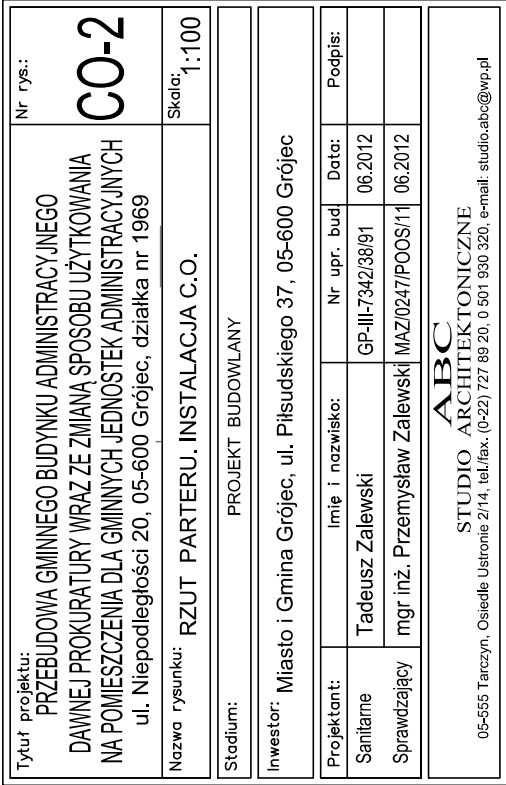 Tytuł projektu:
PRZEBUDOWA GMINNEGO BUDYNKU ADMINISTRACYJNEGO
DAWNEJ PROKURATURY WRAZ ZE ZMIANĄ SPOSOBU UŻYTKOWANIA
NA POMIESZCZENIA DLA GMINNYCH JEDNOSTEK ADMINISTRACYJNYCH
ul. Niepodległości 20, 05-600 Grójec, działka nr 1969
Nr rys.:
CO-2
Nazwa rysunku:
RZUT PARTERU. INSTALACJA C.O.
Skala:
1:100
Stadium:
PROJEKT BUDOWLANY
Inwestor:
Miasto i Gmina Grójec, ul. Piłsudskiego 37, 05-600 Grójec
Projektant: Imię i nazwisko: Nr upr. bud. Data: Podpis:
Sanitarne Tadeusz Zalewski GP-III-7342/38/91 06.2012
Sprawdzający mgr inż. Przemysław Zalewski MAZ/0247/POOS/11 06.2012
ABC
STUDIO ARCHITEKTONICZNE
05-555 Tarczyn, Osiedle Ustronie 2/14, tel./fax. (0-22) 727 89 20, 0 501 930 320, e-mail: studio.abc@wp.pl